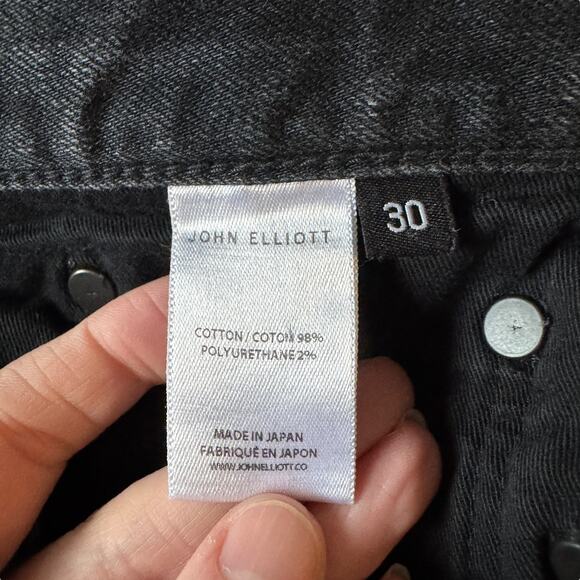 JOHN ELLIOTT
30
COTTON / COTON 98%
POLYURETHANE 2%
MADE IN JAPAN
FABRIQUÉ EN JAPON
WWW.JOHNELLIOTT.CO